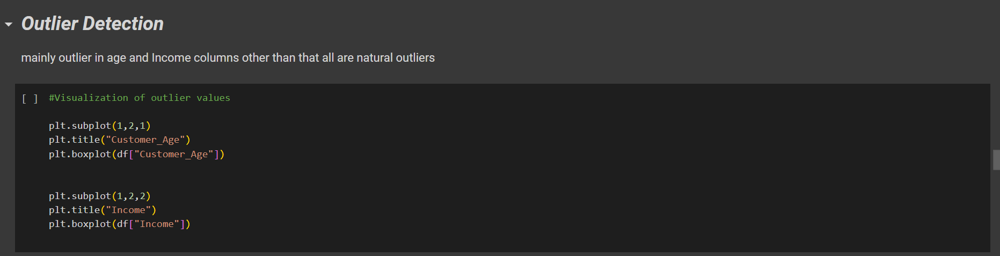 Outlier Detection
mainly outlier in age and Income columns other than that all are natural outliers
[ ] #Visualization of outlier values
plt.subplot(1,2,1)
plt.title("Customer_Age")
plt.boxplot(df["Customer_Age"])
plt.subplot(1,2,2)
plt.title("Income")
plt.boxplot(df["Income"])